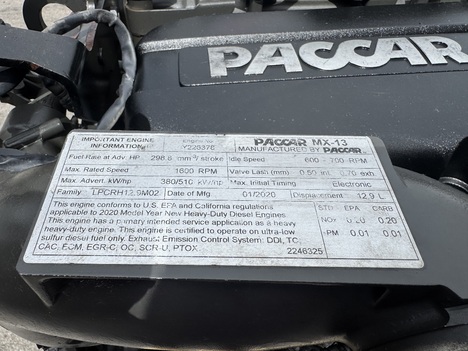 PACCAR
IMPORTANT ENGINE INFORMATION
Engine No Y22837E
PACCAR MX-13
MANUFACTURED BY PACCAR
Fuel Rate at Adv. HP 298.8 mm³/stroke
Idle Speed 600 - 700 RPM
Max. Rated Speed 1600 RPM
Valve Lash (mm) 0.50 int. 0.70 exh.
Max. Advert. kW/hp 380/510 kW/hp
Max. Initial Timing Electronic
Family LPCRH12.9M02 Date of Mfg. 01/2020 Displacement 12.9 L
This engine conforms to U.S. EPA and California regulations
applicable to 2020 Model Year New Heavy-Duty Diesel Engines.
This engine has a primary intended service application as a heavy
heavy-duty engine. This engine is certified to operate on ultra-low
sulfur diesel fuel only. Exhaust Emission Control System: DDI, TC,
CAC, ECM, EGR-C, OC, SCR-U, PTOX
2246325
STD EPA CA
NOx 0.20 0.20
PM 0.01 0.01